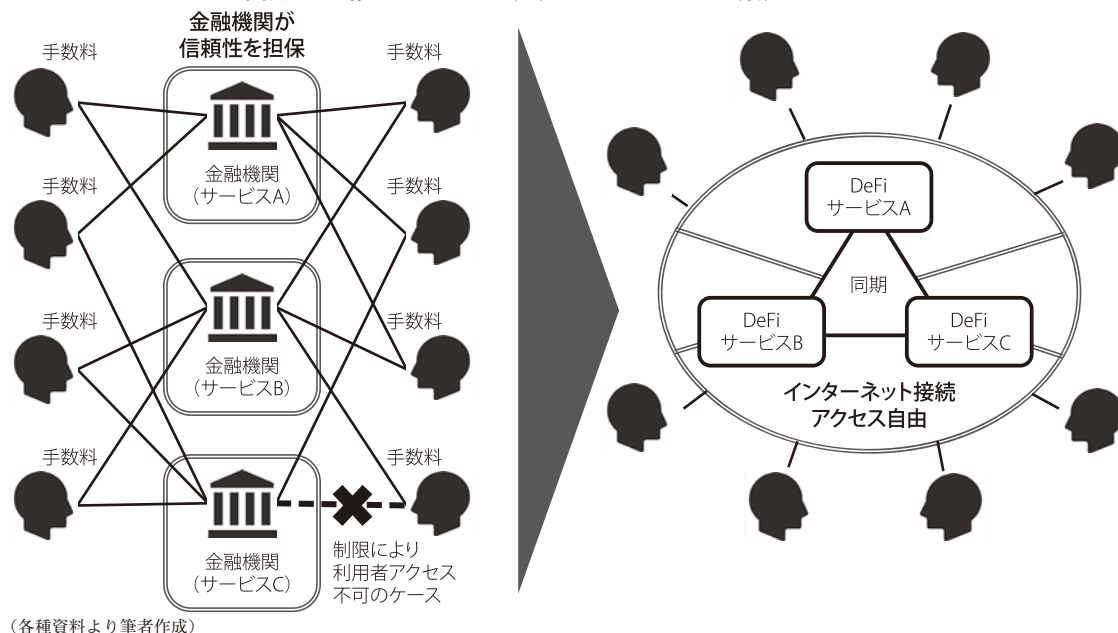 金融機関が
信頼性を担保
手数料
手数料
金融機関
(サービスA)
手数料
手数料
手数料
手数料
金融機関
(サービスB)
手数料
手数料
金融機関
(サービスC)
制限により
利用者アクセス
不可のケース
DeFi
サービスA
同期
DeFi
サービスB
DeFi
サービスC
インターネット接続
アクセス自由
(各種資料より筆者作成)